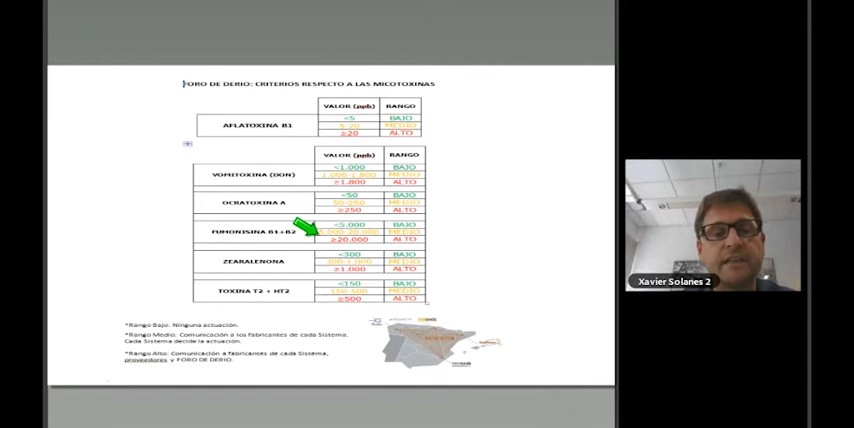 FORO DE DERIO: CRITERIOS RESPECTO A LAS MICOTOXINAS
VALOR (ppb) RANGO
AFLATOXINA B1
<5 BAJO
5-20 MEDIO
≥20 ALTO
VALOR (ppb) RANGO
VOMITOXINA (DON)
<1.000 BAJO
1.000-1.800 MEDIO
≥1.800 ALTO
OCRATOXINA A
<50 BAJO
50-250 MEDIO
≥250 ALTO
FUMONISINA B1+B2
<5.000 BAJO
5.000-20.000 MEDIO
≥20.000 ALTO
ZEARALENONA
<300 BAJO
300-1.000 MEDIO
≥1.000 ALTO
TOXINA T2 + HT2
<150 BAJO
150-500 MEDIO
≥500 ALTO
*Rango Bajo: Ninguna actuación.
*Rango Medio: Comunicación a los fabricantes de cada Sistema.
Cada Sistema decide la actuación.
*Rango Alto: Comunicación a fabricantes de cada Sistema,
proveedores y FORO DE DERIO.
Xavier Solanes 2